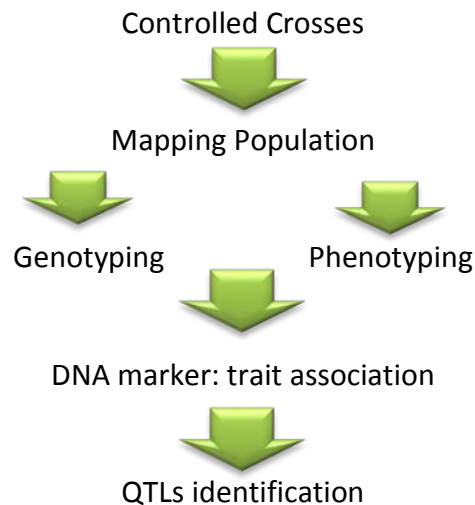 Controlled Crosses
Mapping Population
Genotyping Phenotyping
DNA marker: trait association
QTLs identification